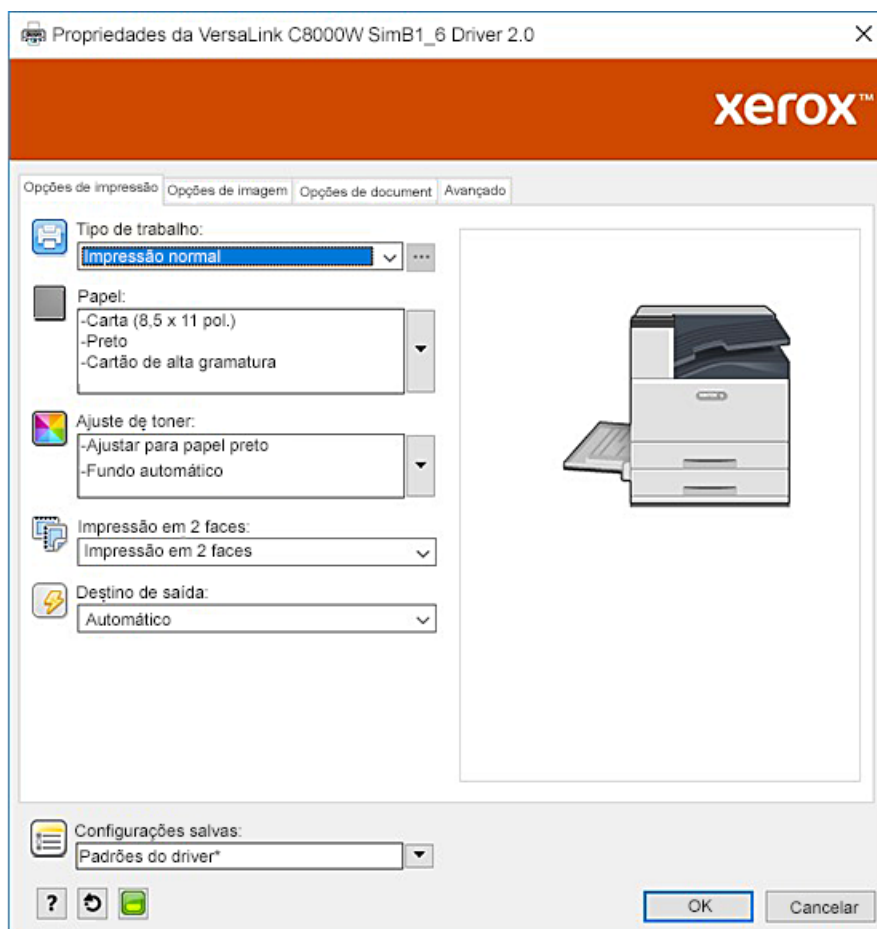 Propriedades da VersaLink C8000W SimB1_6 Driver 2.0
xerox™
Opções de impressão
Opções de imagem
Opções de document
Avançado
Tipo de trabalho:
Impressão normal
...
Papel:
-Carta (8,5 x 11 pol.)
-Preto
-Cartão de alta gramatura
Ajuste de toner:
-Ajustar para papel preto
-Fundo automático
Impressão em 2 faces:
Impressão em 2 faces
Destino de saída:
Automático
Configurações salvas:
Padrões do driver*
?
OK
Cancelar